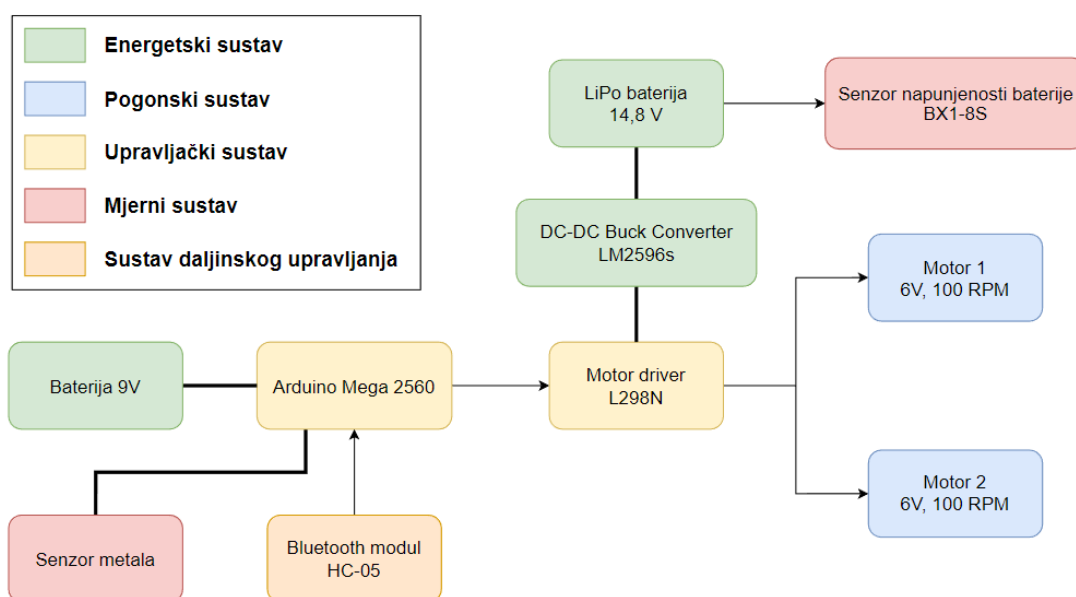 Energetski sustav
Pogonski sustav
Upravljački sustav
Mjerni sustav
Sustav daljinskog upravljanja
LiPo baterija
14,8 V
Senzor napunjenosti baterije
BX1-8S
DC-DC Buck Converter
LM2596s
Motor 1
6V, 100 RPM
Baterija 9V
Arduino Mega 2560
Motor driver
L298N
Motor 2
6V, 100 RPM
Senzor metala
Bluetooth modul
HC-05